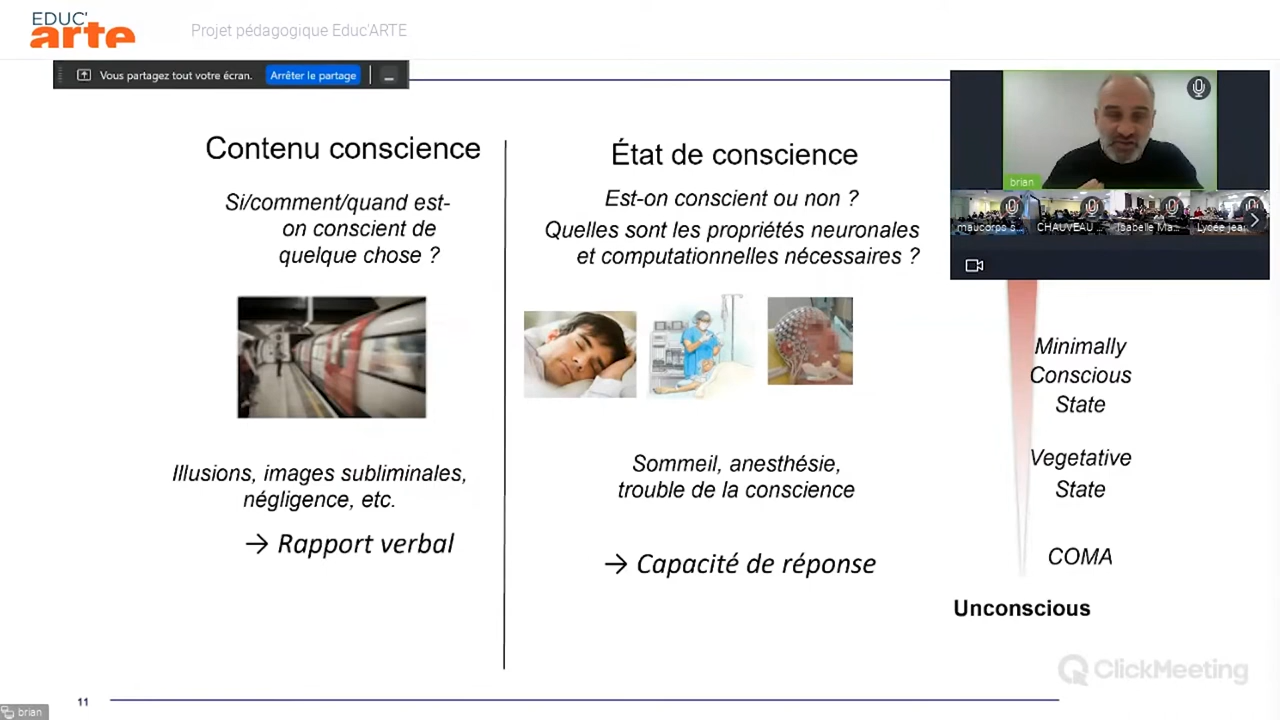 EDUC'
arte
Projet pédagogique Educ'ARTE
Vous partagez tout votre écran.
Arrêter le partage
Contenu conscience
Si/comment/quand est-
on conscient de
quelque chose ?
Illusions, images subliminales,
négligence, etc.
→ Rapport verbal
État de conscience
Est-on conscient ou non ?
Quelles sont les propriétés neuronales
et computationnelles nécessaires ?
Sommeil, anesthésie,
trouble de la conscience
→ Capacité de réponse
brian
maucorps s...
CHAUVEAU ...
Isabelle Ma...
Lycée jea
Minimally
Conscious
State
Vegetative
State
COMA
Unconscious
ClickMeeting
11
brian